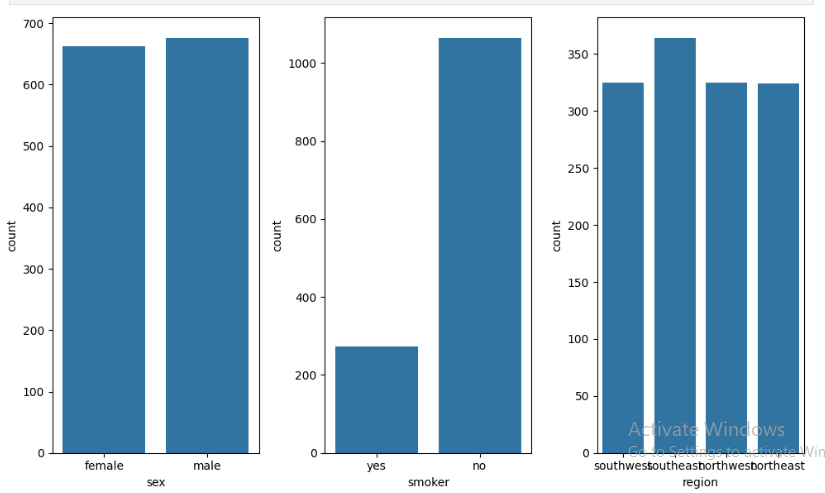 700
600
500
400
300
200
100
0
count
female male
sex
1000
800
600
400
200
0
count
yes no
smoker
350
300
250
200
150
100
50
0
count
southwest southeast northwest northeast
region
Activate Windows
Go to Settings to activate Win